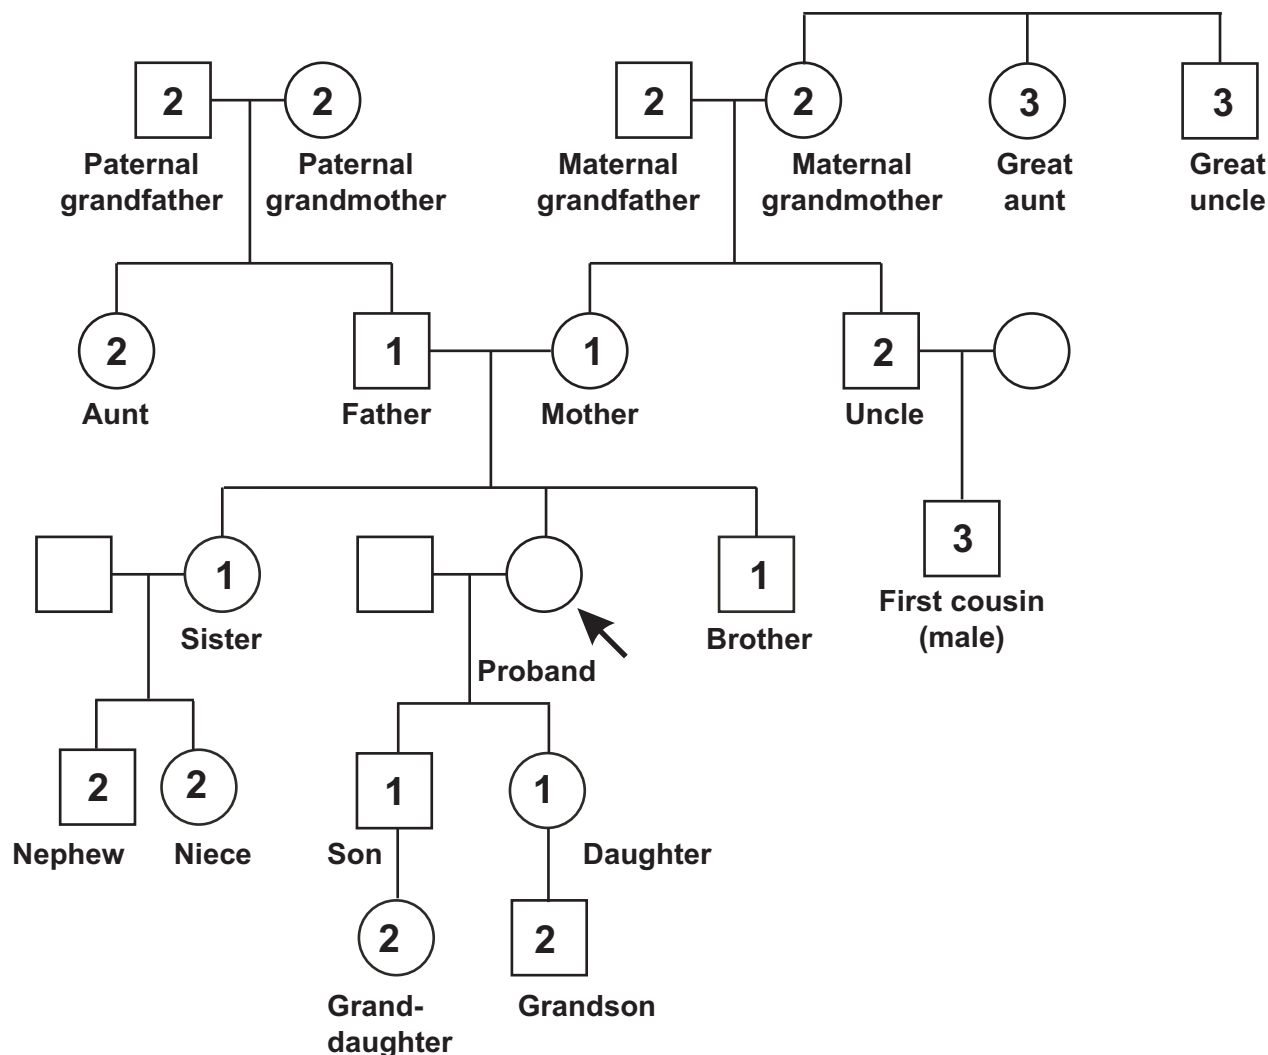 2 2 2 2 3 3
Paternal Paternal Maternal Maternal Great Great
grandfather grandmother grandfather grandmother aunt uncle
2 1 1 2
Aunt Father Mother Uncle
3
1 1
First cousin
Sister Brother (male)
Proband
2 2 1 1
Nephew Niece Son Daughter
2 2
Grand- Grandson
daughter